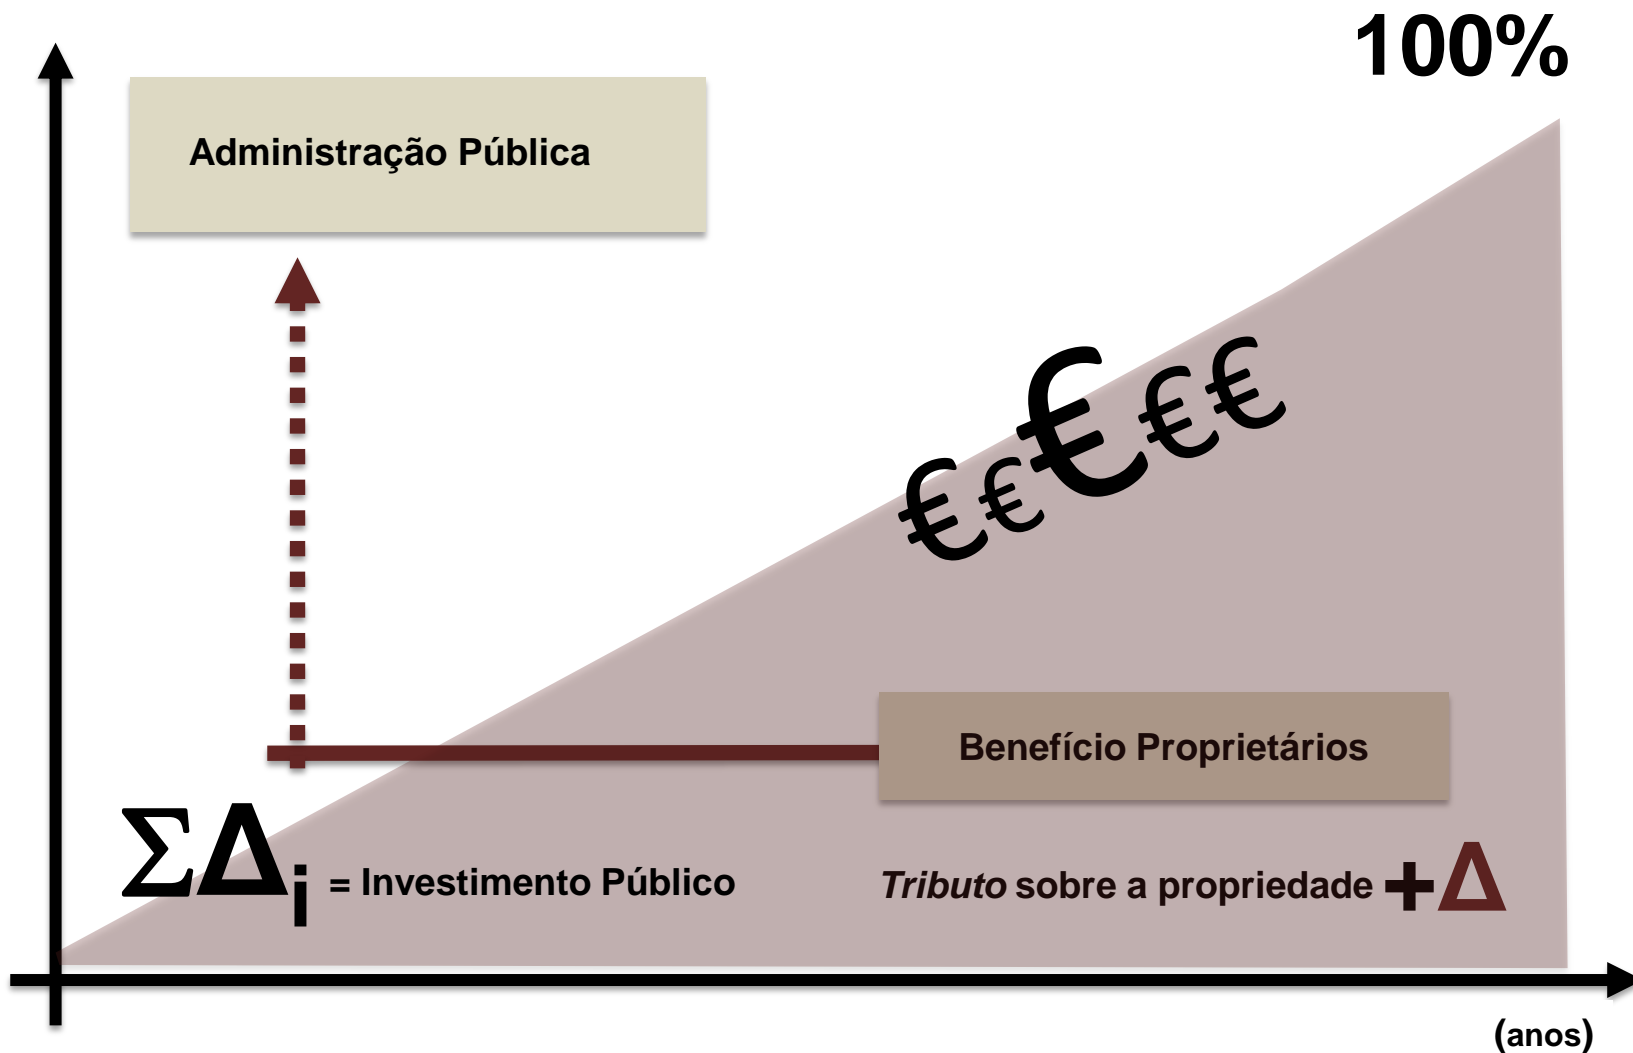 100%
Administração Pública
€€€€€
Benefício Proprietários
ΣΔi = Investimento Público
Tributo sobre a propriedade +Δ
(anos)